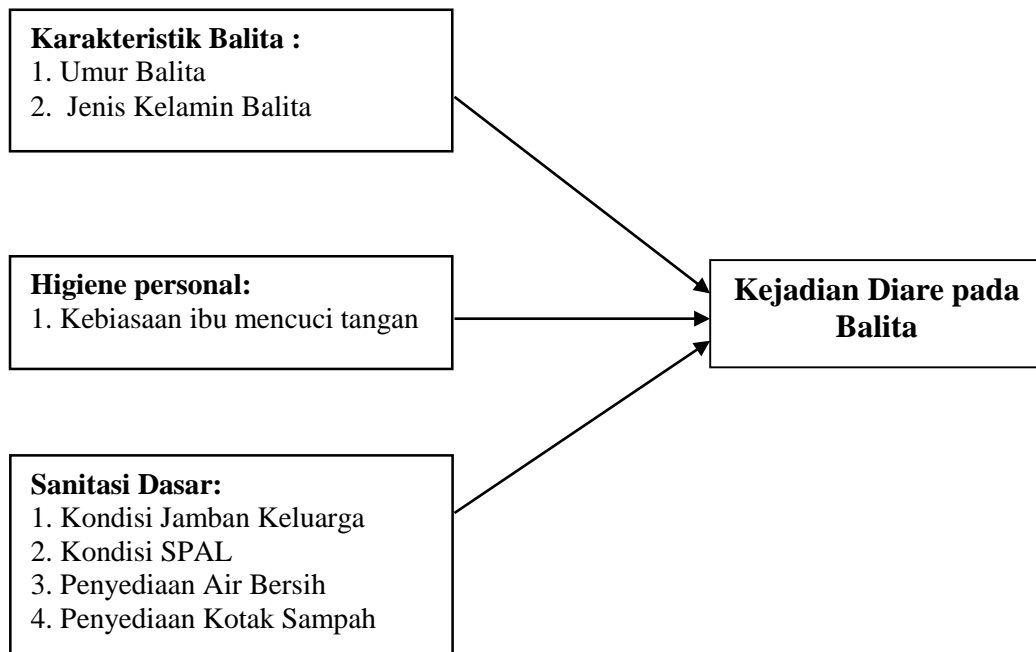 Karakteristik Balita :
1. Umur Balita
2. Jenis Kelamin Balita
Higiene personal:
1. Kebiasaan ibu mencuci tangan
Kejadian Diare pada
Balita
Sanitasi Dasar:
1. Kondisi Jamban Keluarga
2. Kondisi SPAL
3. Penyediaan Air Bersih
4. Penyediaan Kotak Sampah